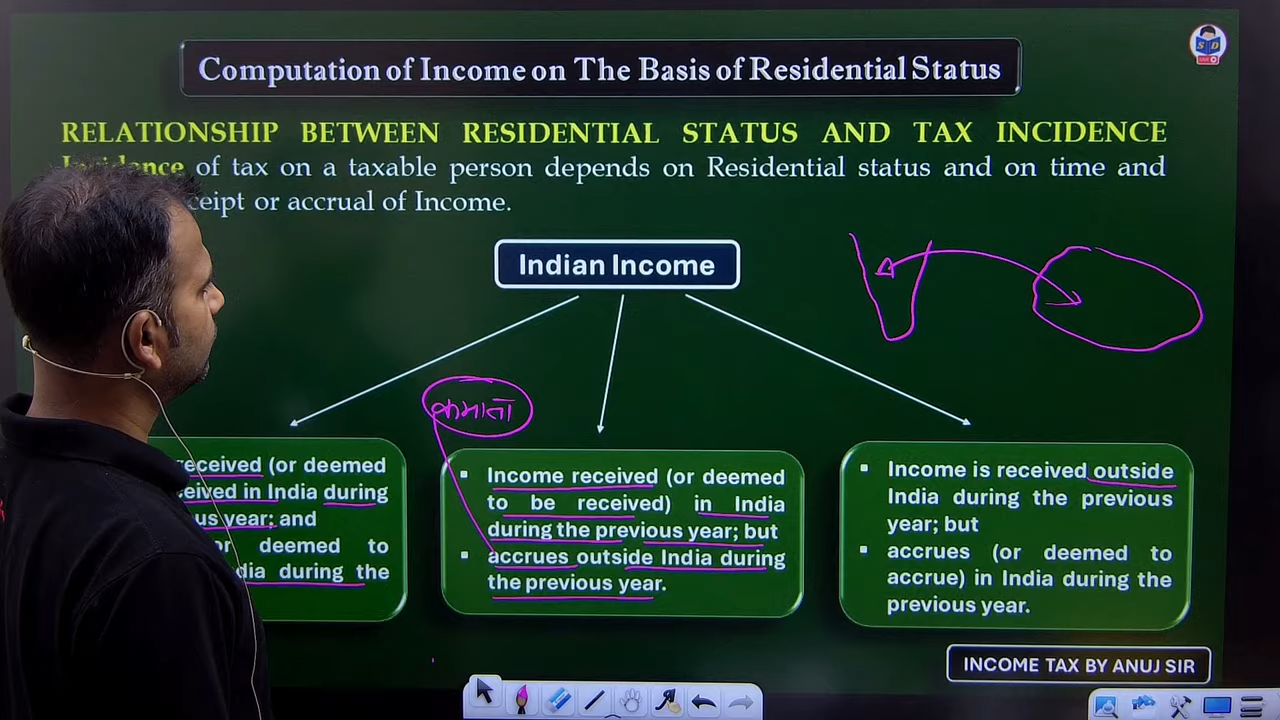 Computation of Income on The Basis of Residential Status
RELATIONSHIP BETWEEN RESIDENTIAL STATUS AND TAX INCIDENCE
of tax on a taxable person depends on Residential status and on time and
or accrual of Income.
Indian Income
कमाता
received (or deemed
in India during
year; and
deemed to
during the
▪ Income received (or deemed
to be received) in India
during the previous year; but
▪ accrues outside India during
the previous year.
▪ Income is received outside
India during the previous
year; but
▪ accrues (or deemed to
accrue) in India during the
previous year.
INCOME TAX BY ANUJ SIR